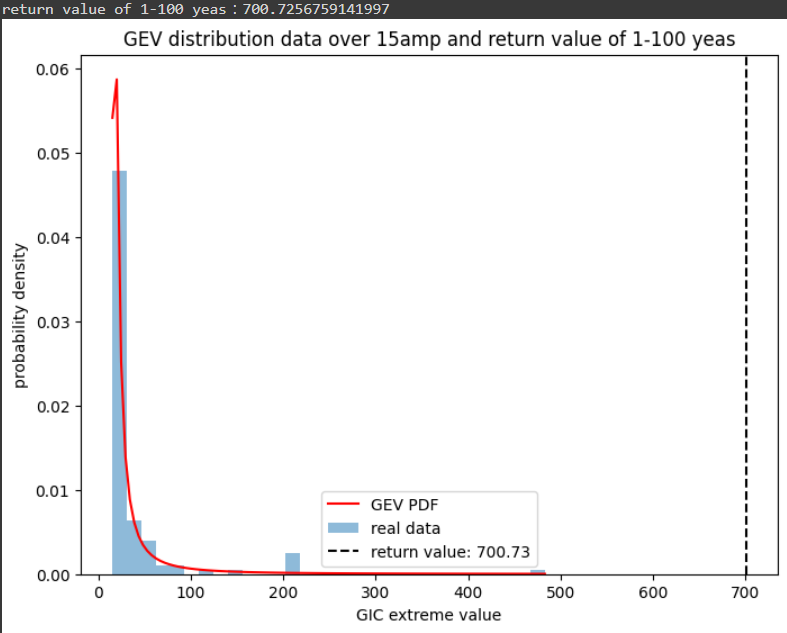 return value of 1-100 yeas：700.7256759141997
GEV distribution data over 15amp and return value of 1-100 yeas
0.06
0.05
0.04
0.03
0.02
0.01
0.00
probability density
GEV PDF
real data
return value: 700.73
0 100 200 300 400 500 600 700
GIC extreme value